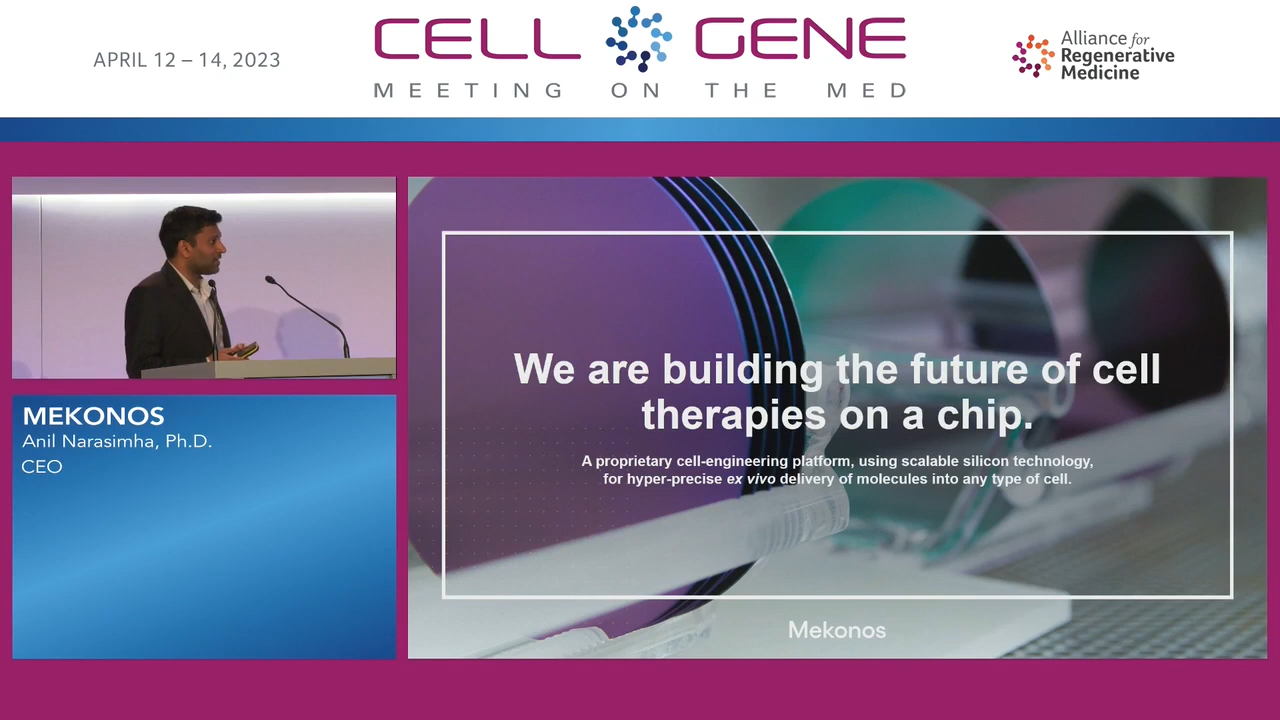 APRIL 12 – 14, 2023
CELL GENE
MEETING ON THE MED
Alliance for
Regenerative
Medicine
MEKONOS
Anil Narasimha, Ph.D.
CEO
We are building the future of cell
therapies on a chip.
A proprietary cell-engineering platform, using scalable silicon technology,
for hyper-precise ex vivo delivery of molecules into any type of cell.
Mekonos